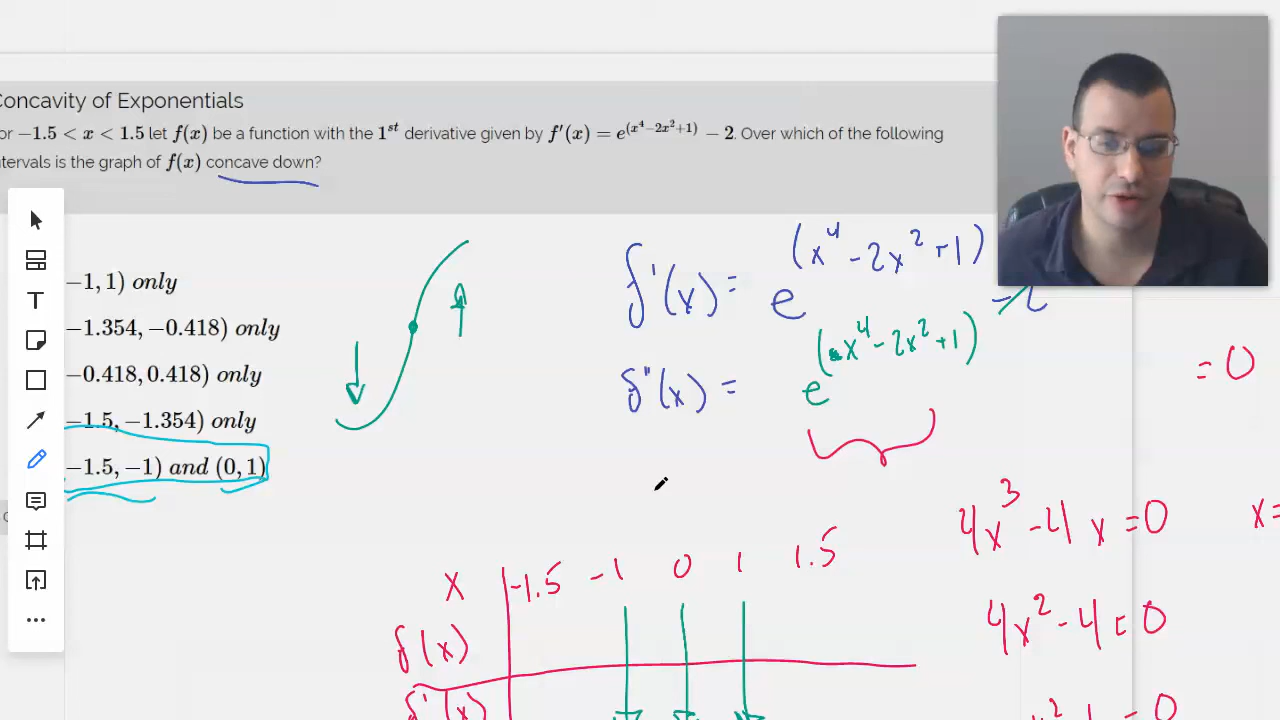 Concavity of Exponentials
or −1.5 < x < 1.5 let f(x) be a function with the 1st derivative given by f′(x) = e^(x⁴−2x²+1) − 2. Over which of the following
ntervals is the graph of f(x) concave down?
−1, 1) only
−1.354, −0.418) only
−0.418, 0.418) only
−1.5, −1.354) only
−1.5, −1) and (0, 1)
f'(x) = e^(x⁴ - 2x² + 1) - 2
f''(x) = e^(x⁴ - 2x² + 1) = 0
4x³ - 4x = 0 x =
4x² - 4 = 0
x² - 1 = 0
x -1.5 -1 0 1 1.5
f(x)
f'(x)
T